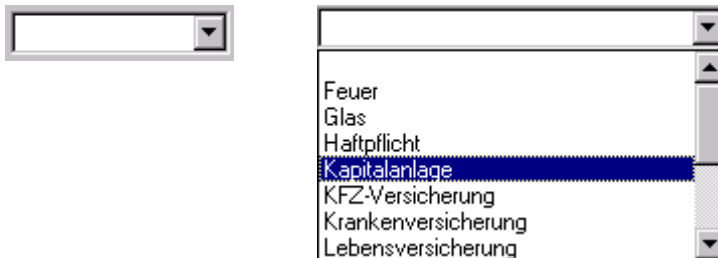 Feuer
Glas
Haftpflicht
Kapitalanlage
KFZ-Versicherung
Krankenversicherung
Lebensversicherung